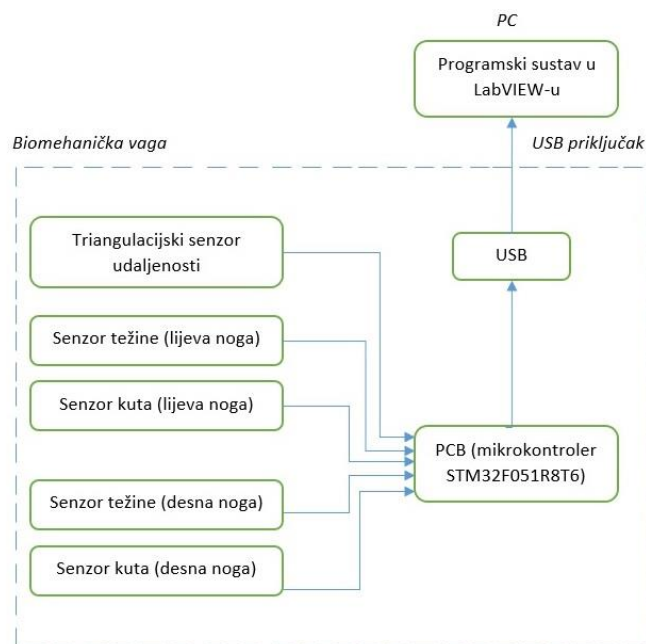 PC
Programski sustav u
LabVIEW-u
Biomehanička vaga
USB priključak
Triangulacijski senzor
udaljenosti
USB
Senzor težine (lijeva noga)
Senzor kuta (lijeva noga)
PCB (mikrokontroler
STM32F051R8T6)
Senzor težine (desna noga)
Senzor kuta (desna noga)